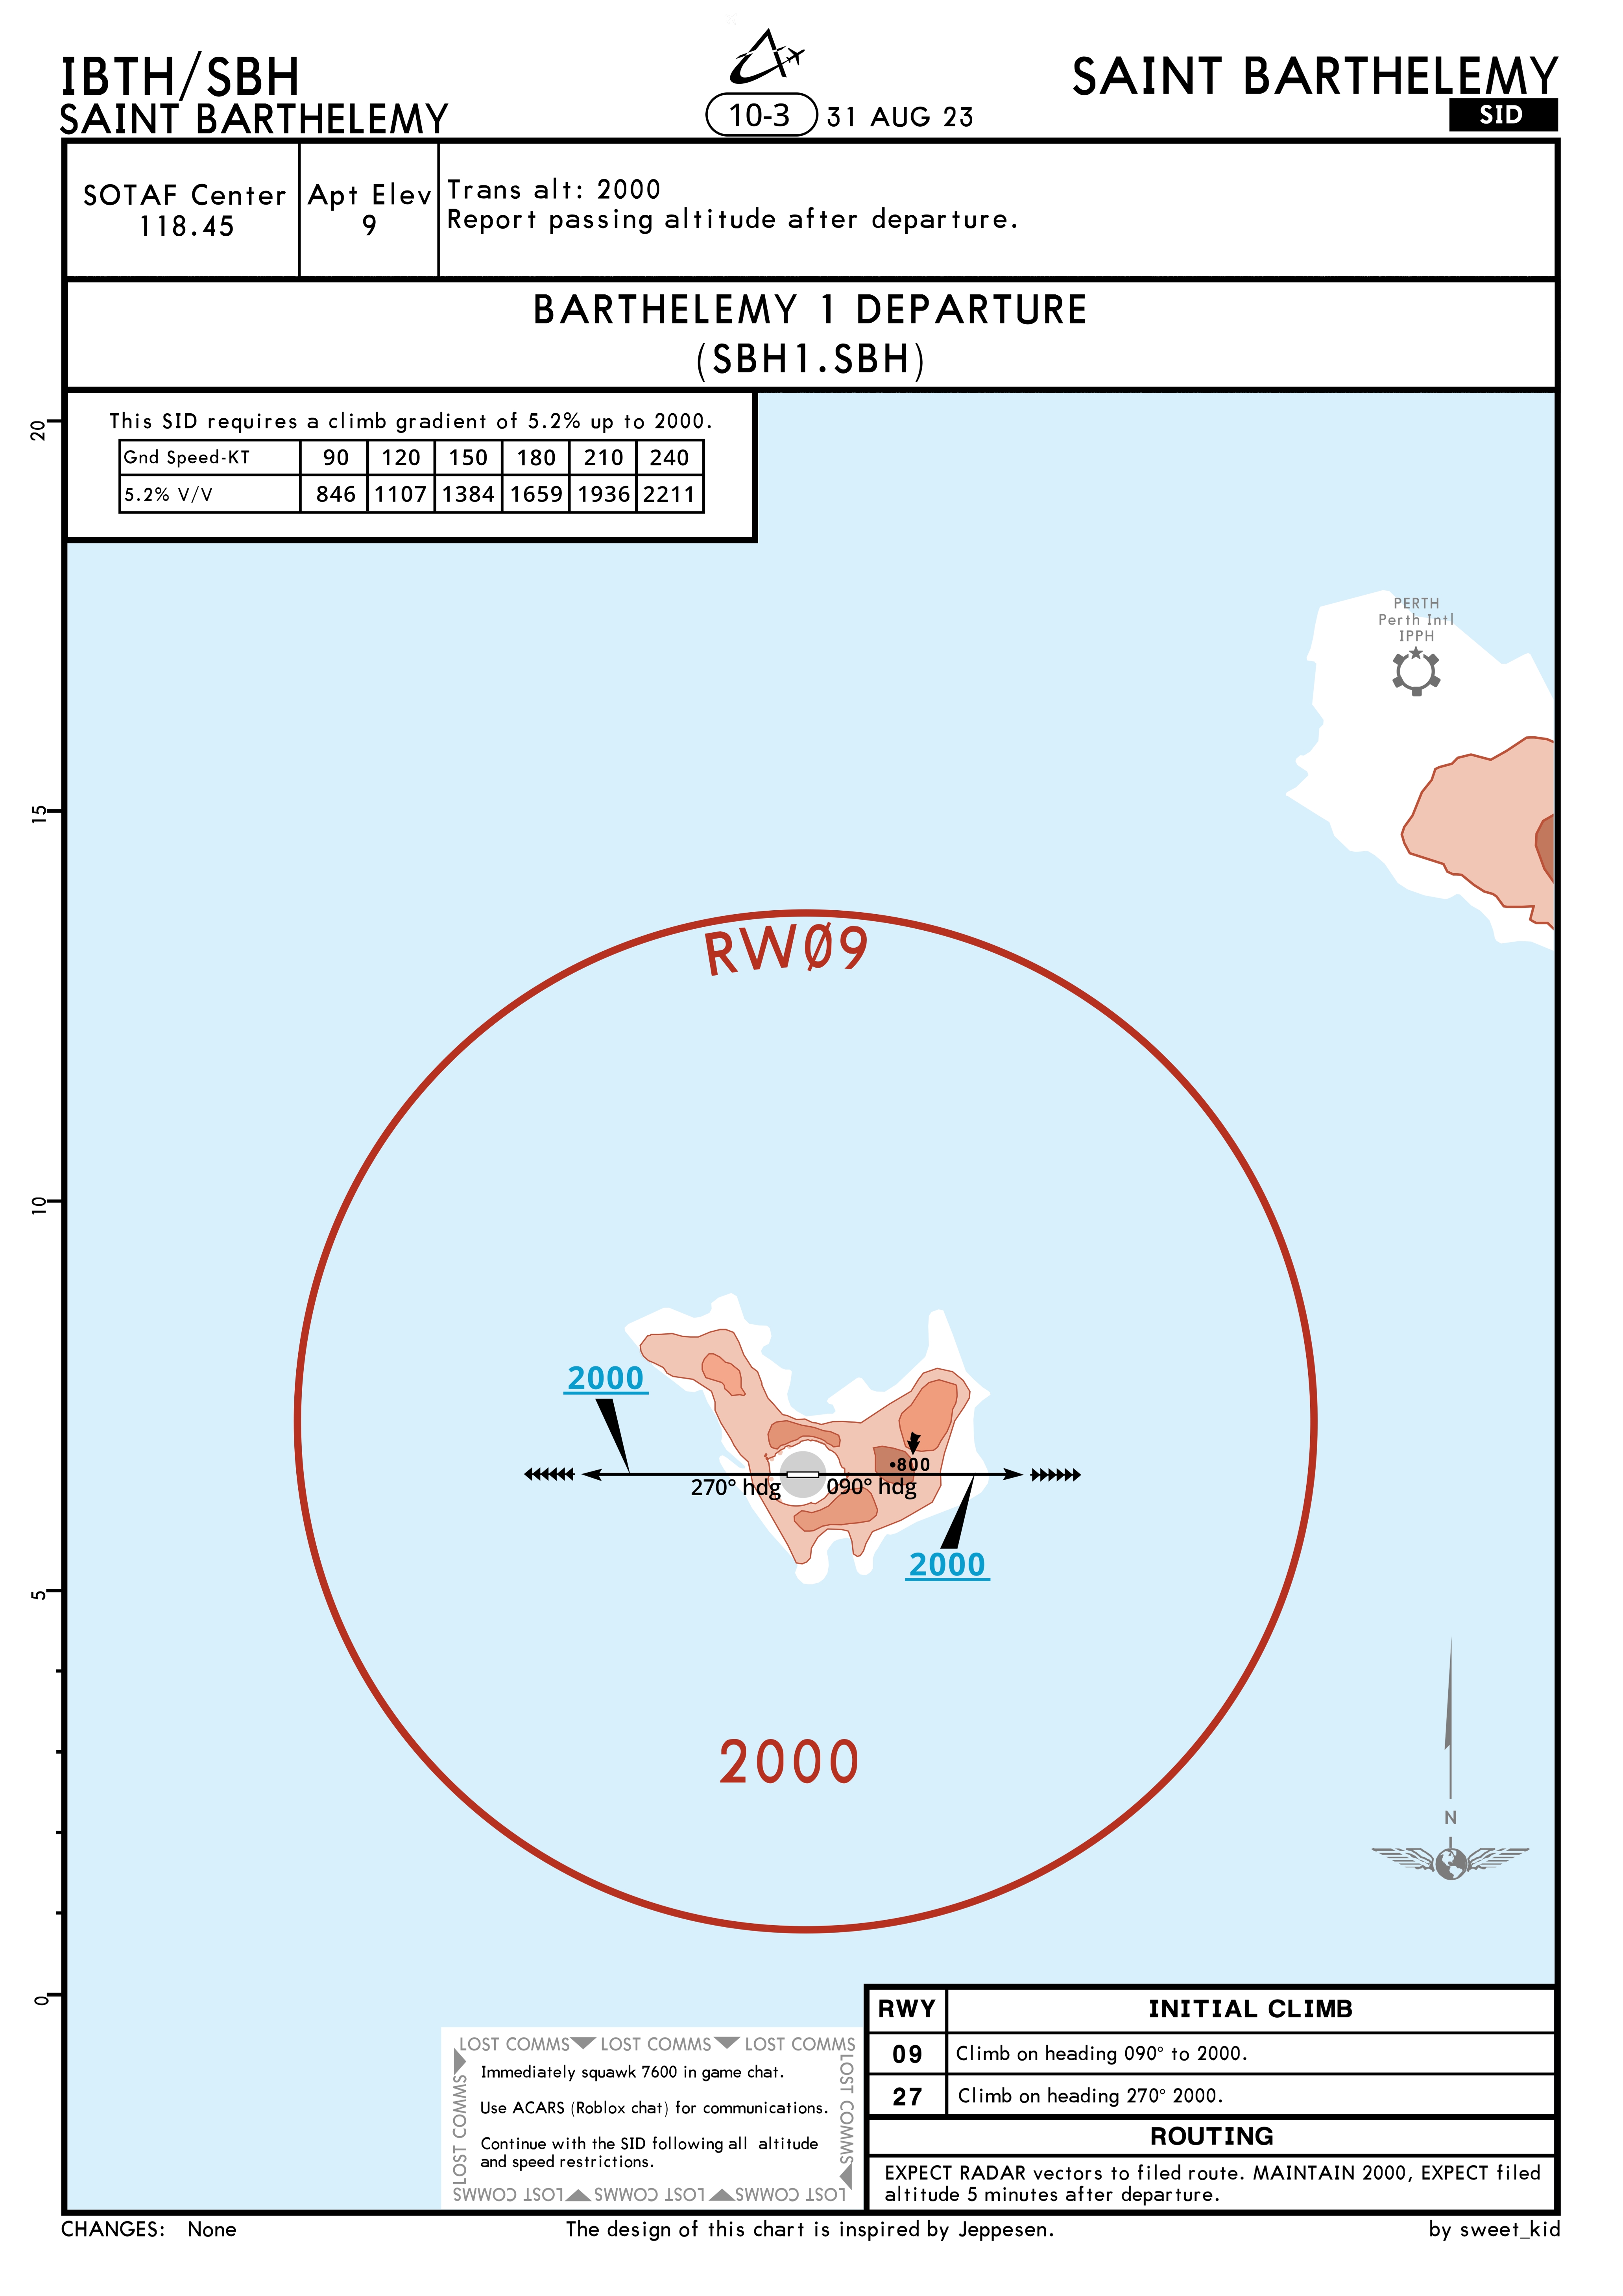 IBTH/SBH
SAINT BARTHELEMY
10-3
31 AUG 23
SAINT BARTHELEMY
SID
SOTAF Center
118.45
Apt Elev
9
Trans alt: 2000
Report passing altitude after departure.
BARTHELEMY 1 DEPARTURE
(SBH1.SBH)
This SID requires a climb gradient of 5.2% up to 2000.
Gnd Speed-KT 90 120 150 180 210 240
5.2% V/V 846 1107 1384 1659 1936 2211
20
15
10
5
0
PERTH
Perth Intl
IPPH
RWØ9
2000
•800
270° hdg
090° hdg
2000
2000
N
LOST COMMS LOST COMMS LOST COMMS
LOST COMMS
LOST COMMS
Immediately squawk 7600 in game chat.
Use ACARS (Roblox chat) for communications.
Continue with the SID following all altitude
and speed restrictions.
LOST COMMS LOST COMMS LOST COMMS
RWY INITIAL CLIMB
09 Climb on heading 090° to 2000.
27 Climb on heading 270° 2000.
ROUTING
EXPECT RADAR vectors to filed route. MAINTAIN 2000, EXPECT filed
altitude 5 minutes after departure.
CHANGES: None
The design of this chart is inspired by Jeppesen.
by sweet_kid